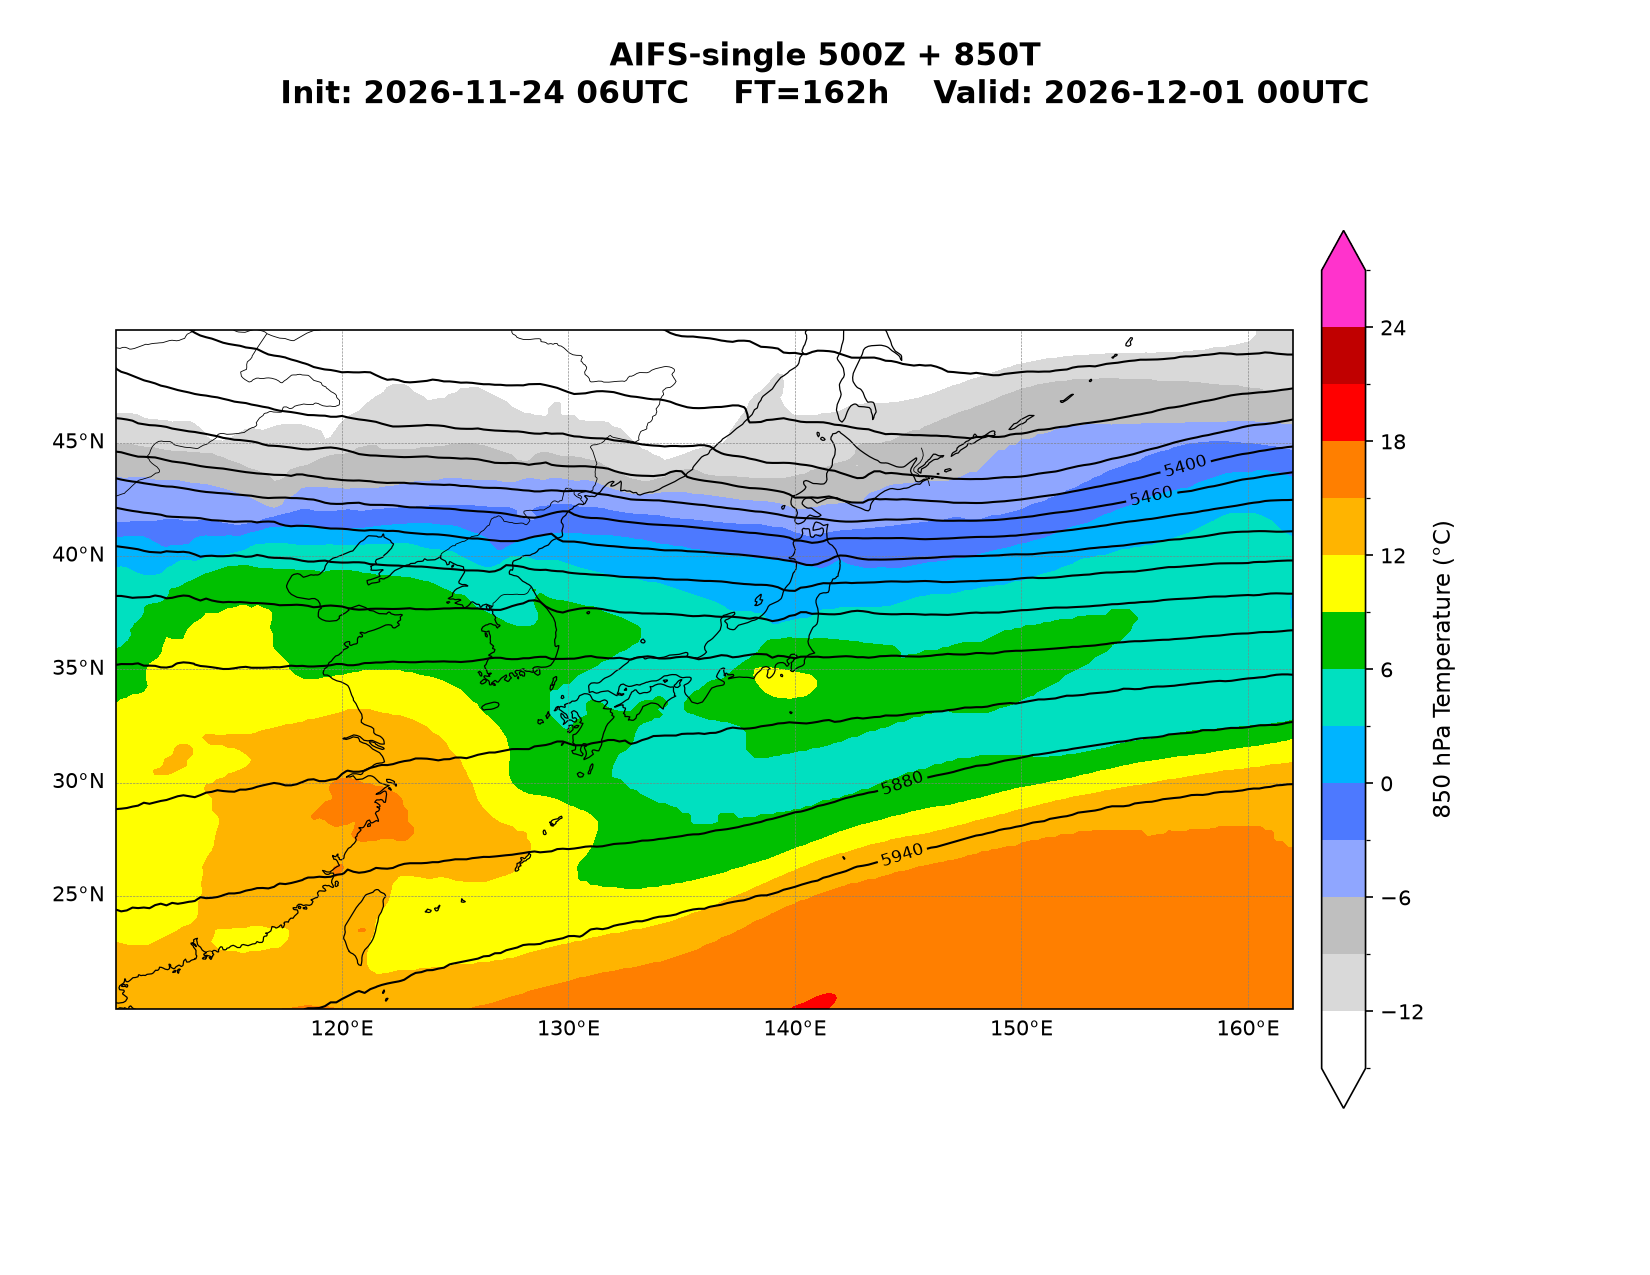 AIFS-single 500Z + 850T
Init: 2026-11-24 06UTC    FT=162h    Valid: 2026-12-01 00UTC
45°N
40°N
35°N
30°N
25°N
120°E
130°E
140°E
150°E
160°E
5400
5460
5880
5940
24
18
12
6
0
−6
−12
850 hPa Temperature (°C)